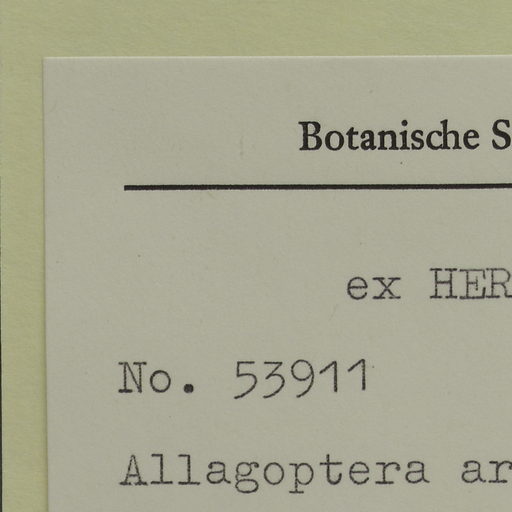 Botanische S
ex HER
No. 53911
Allagoptera ar